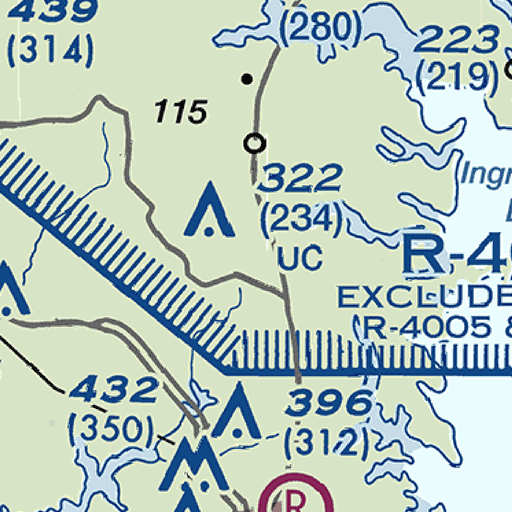 439
(314)
(280)
223
(219)
115
322
(234)
UC
Ingr
R-40
EXCLUDE
R-4005 &
432
(350)
396
(312)
R